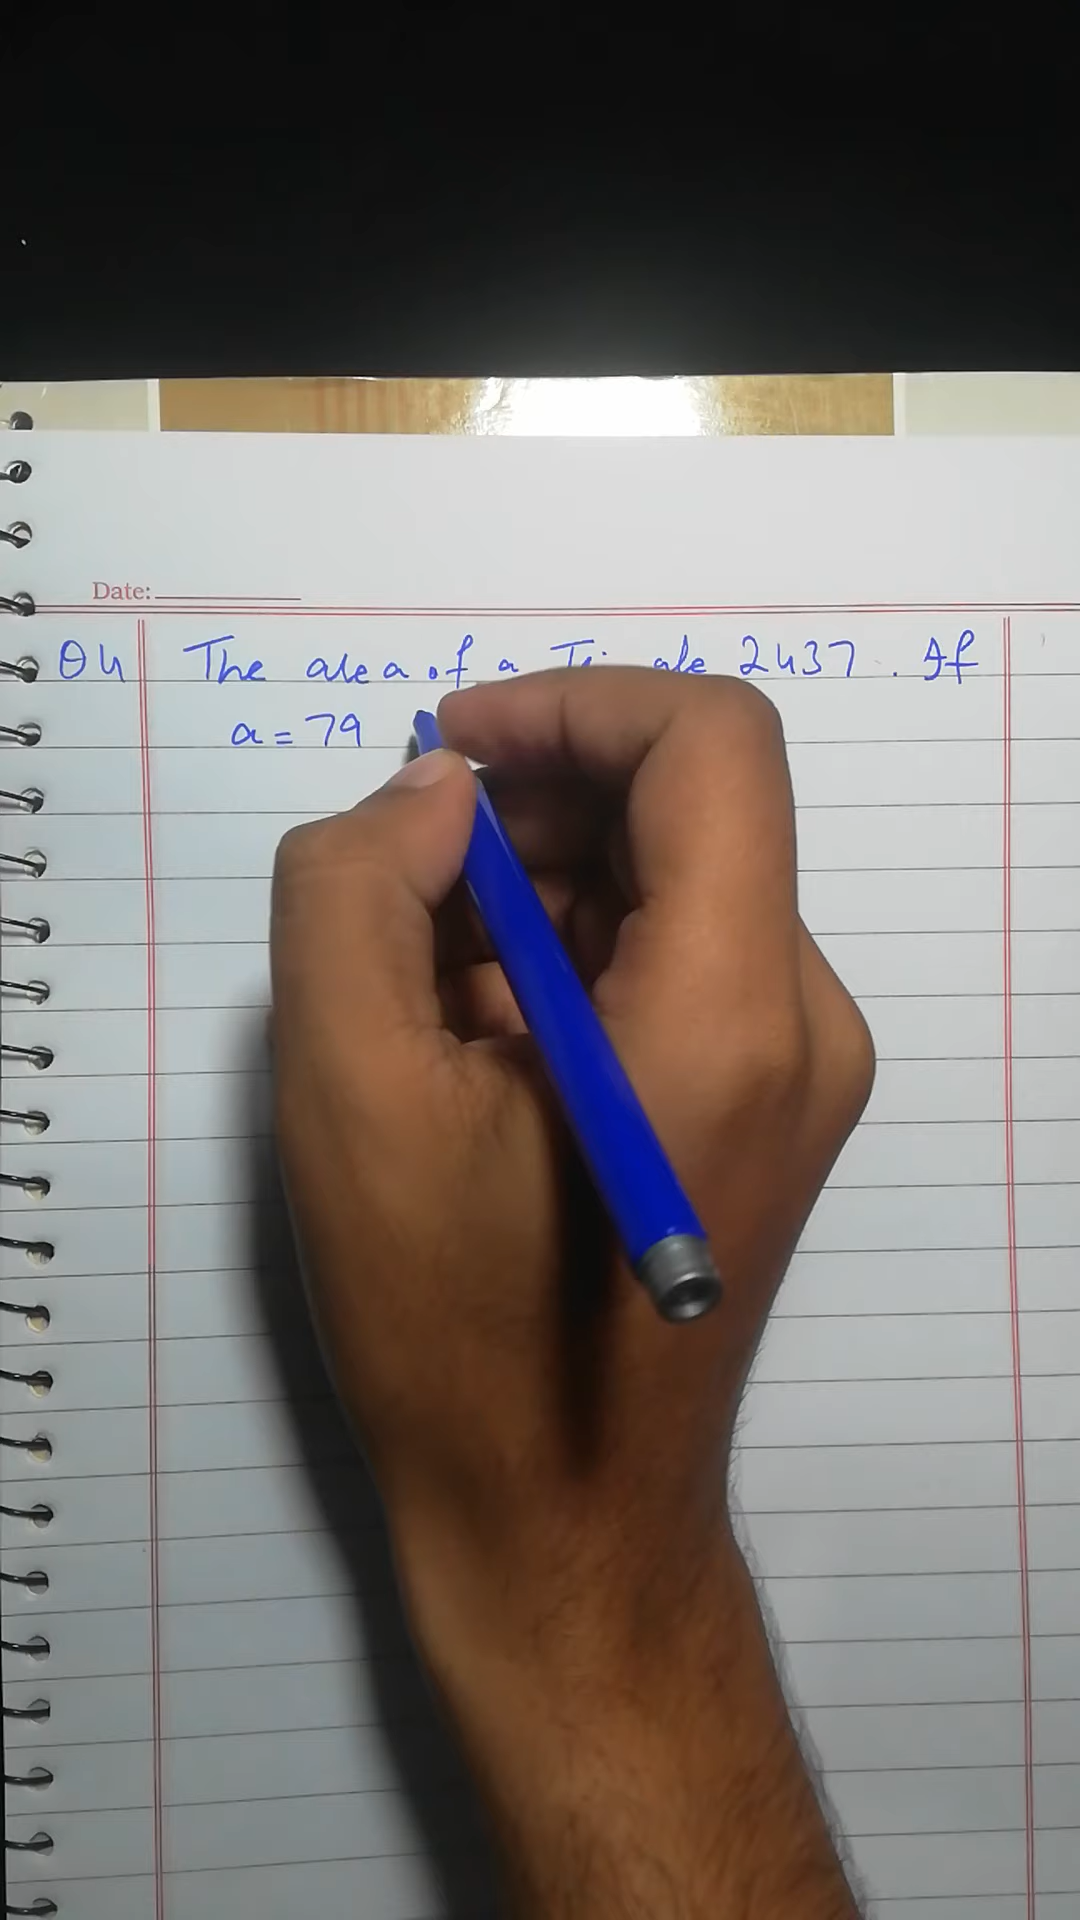 Date:
Q4 The area of a 2437. If
a = 79